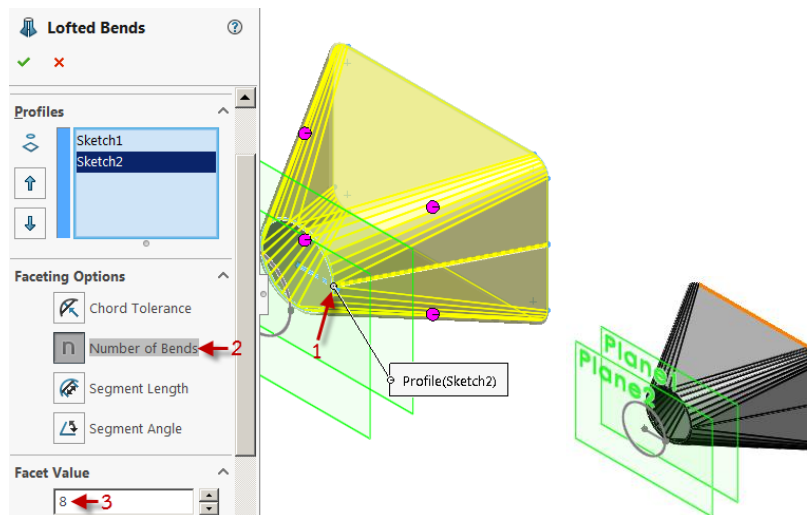 Lofted Bends
Profiles
Sketch1
Sketch2
Faceting Options
Chord Tolerance
n Number of Bends 2
Segment Length
Segment Angle
Facet Value
8 3
1
Profile(Sketch2)
Plane1
Plane2